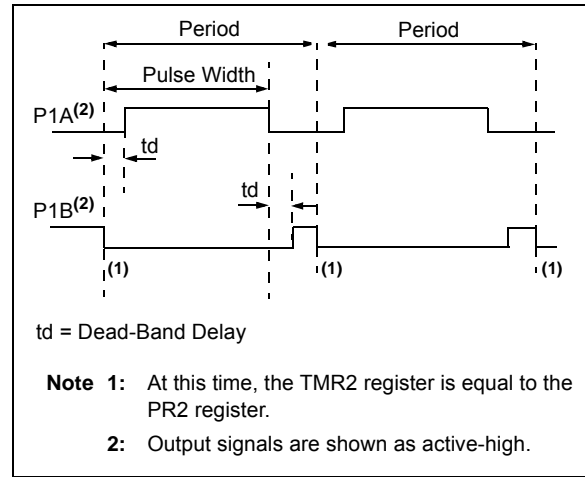 Period Period
Pulse Width
P1A(2)
td
td
P1B(2)
(1) (1) (1)
td = Dead-Band Delay
Note 1: At this time, the TMR2 register is equal to the
PR2 register.
2: Output signals are shown as active-high.